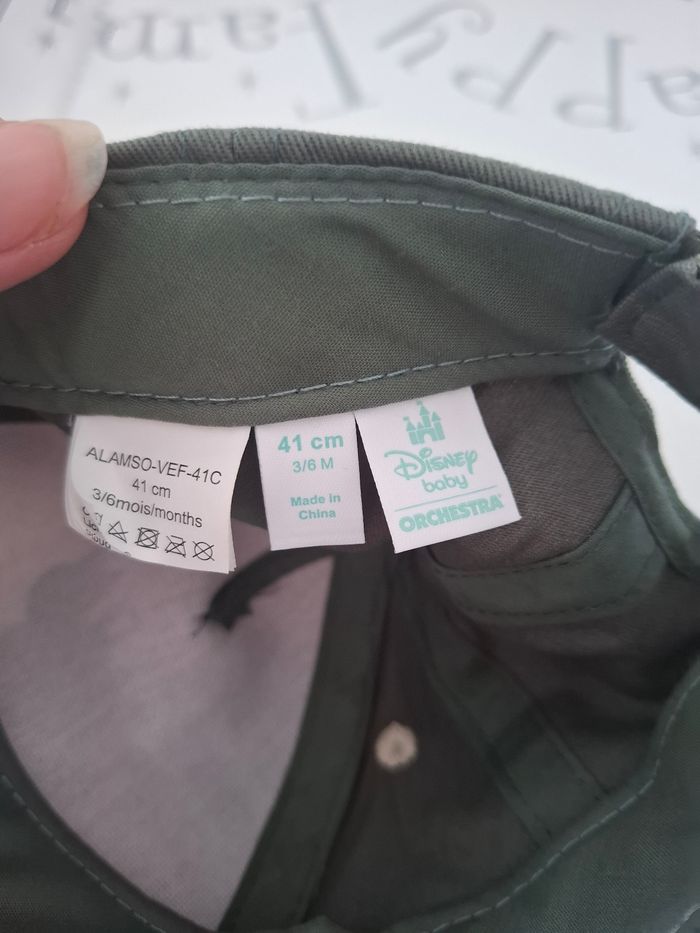 ALAMSO-VEF-41C
41 cm
3/6mois/months
41 cm
3/6 M
Made in
China
Disney
baby
ORCHESTRA